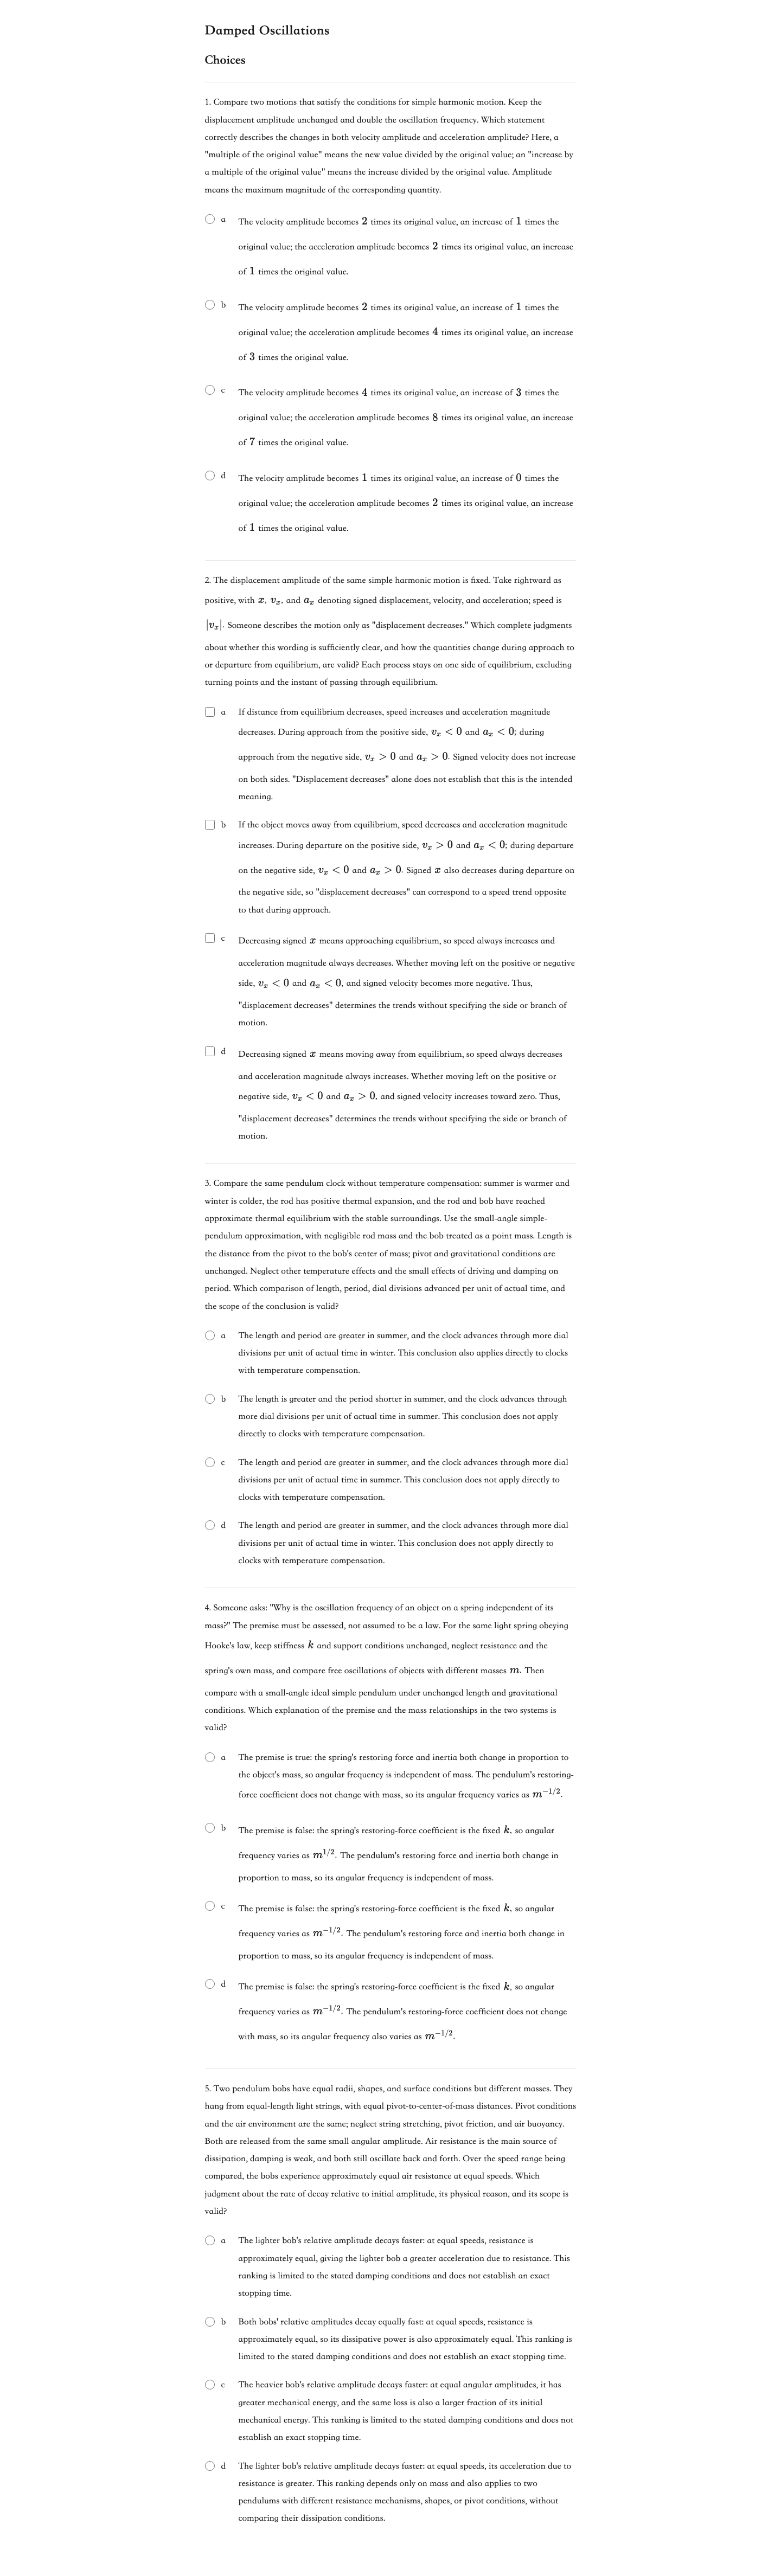 Damped Oscillations
Choices
1. Compare two motions that satisfy the conditions for simple harmonic motion. Keep the
displacement amplitude unchanged and double the oscillation frequency. Which statement
correctly describes the changes in both velocity amplitude and acceleration amplitude? Here, a
"multiple of the original value" means the new value divided by the original value; an "increase by
a multiple of the original value" means the increase divided by the original value. Amplitude
means the maximum magnitude of the corresponding quantity.
a The velocity amplitude becomes 2 times its original value, an increase of 1 times the
original value; the acceleration amplitude becomes 2 times its original value, an increase
of 1 times the original value.
b The velocity amplitude becomes 2 times its original value, an increase of 1 times the
original value; the acceleration amplitude becomes 4 times its original value, an increase
of 3 times the original value.
c The velocity amplitude becomes 4 times its original value, an increase of 3 times the
original value; the acceleration amplitude becomes 8 times its original value, an increase
of 7 times the original value.
d The velocity amplitude becomes 1 times its original value, an increase of 0 times the
original value; the acceleration amplitude becomes 2 times its original value, an increase
of 1 times the original value.
2. The displacement amplitude of the same simple harmonic motion is fixed. Take rightward as
positive, with x, vₓ, and aₓ denoting signed displacement, velocity, and acceleration; speed is
|vₓ|. Someone describes the motion only as "displacement decreases." Which complete judgments
about whether this wording is sufficiently clear, and how the quantities change during approach to
or departure from equilibrium, are valid? Each process stays on one side of equilibrium, excluding
turning points and the instant of passing through equilibrium.
a If distance from equilibrium decreases, speed increases and acceleration magnitude
decreases. During approach from the positive side, vₓ < 0 and aₓ < 0; during
approach from the negative side, vₓ > 0 and aₓ > 0. Signed velocity does not increase
on both sides. "Displacement decreases" alone does not establish that this is the intended
meaning.
b If the object moves away from equilibrium, speed decreases and acceleration magnitude
increases. During departure on the positive side, vₓ > 0 and aₓ < 0; during departure
on the negative side, vₓ < 0 and aₓ > 0. Signed x also decreases during departure on
the negative side, so "displacement decreases" can correspond to a speed trend opposite
to that during approach.
c Decreasing signed x means approaching equilibrium, so speed always increases and
acceleration magnitude always decreases. Whether moving left on the positive or negative
side, vₓ < 0 and aₓ < 0, and signed velocity becomes more negative. Thus,
"displacement decreases" determines the trends without specifying the side or branch of
motion.
d Decreasing signed x means moving away from equilibrium, so speed always decreases
and acceleration magnitude always increases. Whether moving left on the positive or
negative side, vₓ < 0 and aₓ > 0, and signed velocity increases toward zero. Thus,
"displacement decreases" determines the trends without specifying the side or branch of
motion.
3. Compare the same pendulum clock without temperature compensation: summer is warmer and
winter is colder, the rod has positive thermal expansion, and the rod and bob have reached
approximate thermal equilibrium with the stable surroundings. Use the small-angle simple-
pendulum approximation, with negligible rod mass and the bob treated as a point mass. Length is
the distance from the pivot to the bob's center of mass; pivot and gravitational conditions are
unchanged. Neglect other temperature effects and the small effects of driving and damping on
period. Which comparison of length, period, dial divisions advanced per unit of actual time, and
the scope of the conclusion is valid?
a The length and period are greater in summer, and the clock advances through more dial
divisions per unit of actual time in winter. This conclusion also applies directly to clocks
with temperature compensation.
b The length is greater and the period shorter in summer, and the clock advances through
more dial divisions per unit of actual time in summer. This conclusion does not apply
directly to clocks with temperature compensation.
c The length and period are greater in summer, and the clock advances through more dial
divisions per unit of actual time in summer. This conclusion does not apply directly to
clocks with temperature compensation.
d The length and period are greater in summer, and the clock advances through more dial
divisions per unit of actual time in winter. This conclusion does not apply directly to
clocks with temperature compensation.
4. Someone asks: "Why is the oscillation frequency of an object on a spring independent of its
mass?" The premise must be assessed, not assumed to be a law. For the same light spring obeying
Hooke's law, keep stiffness k and support conditions unchanged, neglect resistance and the
spring's own mass, and compare free oscillations of objects with different masses m. Then
compare with a small-angle ideal simple pendulum under unchanged length and gravitational
conditions. Which explanation of the premise and the mass relationships in the two systems is
valid?
a The premise is true: the spring's restoring force and inertia both change in proportion to
the object's mass, so angular frequency is independent of mass. The pendulum's restoring-
force coefficient does not change with mass, so its angular frequency varies as m⁻¹/².
b The premise is false: the spring's restoring-force coefficient is the fixed k, so angular
frequency varies as m¹/². The pendulum's restoring force and inertia both change in
proportion to mass, so its angular frequency is independent of mass.
c The premise is false: the spring's restoring-force coefficient is the fixed k, so angular
frequency varies as m⁻¹/². The pendulum's restoring force and inertia both change in
proportion to mass, so its angular frequency is independent of mass.
d The premise is false: the spring's restoring-force coefficient is the fixed k, so angular
frequency varies as m⁻¹/². The pendulum's restoring-force coefficient does not change
with mass, so its angular frequency also varies as m⁻¹/².
5. Two pendulum bobs have equal radii, shapes, and surface conditions but different masses. They
hang from equal-length light strings, with equal pivot-to-center-of-mass distances. Pivot conditions
and the air environment are the same; neglect string stretching, pivot friction, and air buoyancy.
Both are released from the same small angular amplitude. Air resistance is the main source of
dissipation, damping is weak, and both still oscillate back and forth. Over the speed range being
compared, the bobs experience approximately equal air resistance at equal speeds. Which
judgment about the rate of decay relative to initial amplitude, its physical reason, and its scope is
valid?
a The lighter bob's relative amplitude decays faster: at equal speeds, resistance is
approximately equal, giving the lighter bob a greater acceleration due to resistance. This
ranking is limited to the stated damping conditions and does not establish an exact
stopping time.
b Both bobs' relative amplitudes decay equally fast: at equal speeds, resistance is
approximately equal, so its dissipative power is also approximately equal. This ranking is
limited to the stated damping conditions and does not establish an exact stopping time.
c The heavier bob's relative amplitude decays faster: at equal angular amplitudes, it has
greater mechanical energy, and the same loss is also a larger fraction of its initial
mechanical energy. This ranking is limited to the stated damping conditions and does not
establish an exact stopping time.
d The lighter bob's relative amplitude decays faster: at equal speeds, its acceleration due to
resistance is greater. This ranking depends only on mass and also applies to two
pendulums with different resistance mechanisms, shapes, or pivot conditions, without
comparing their dissipation conditions.